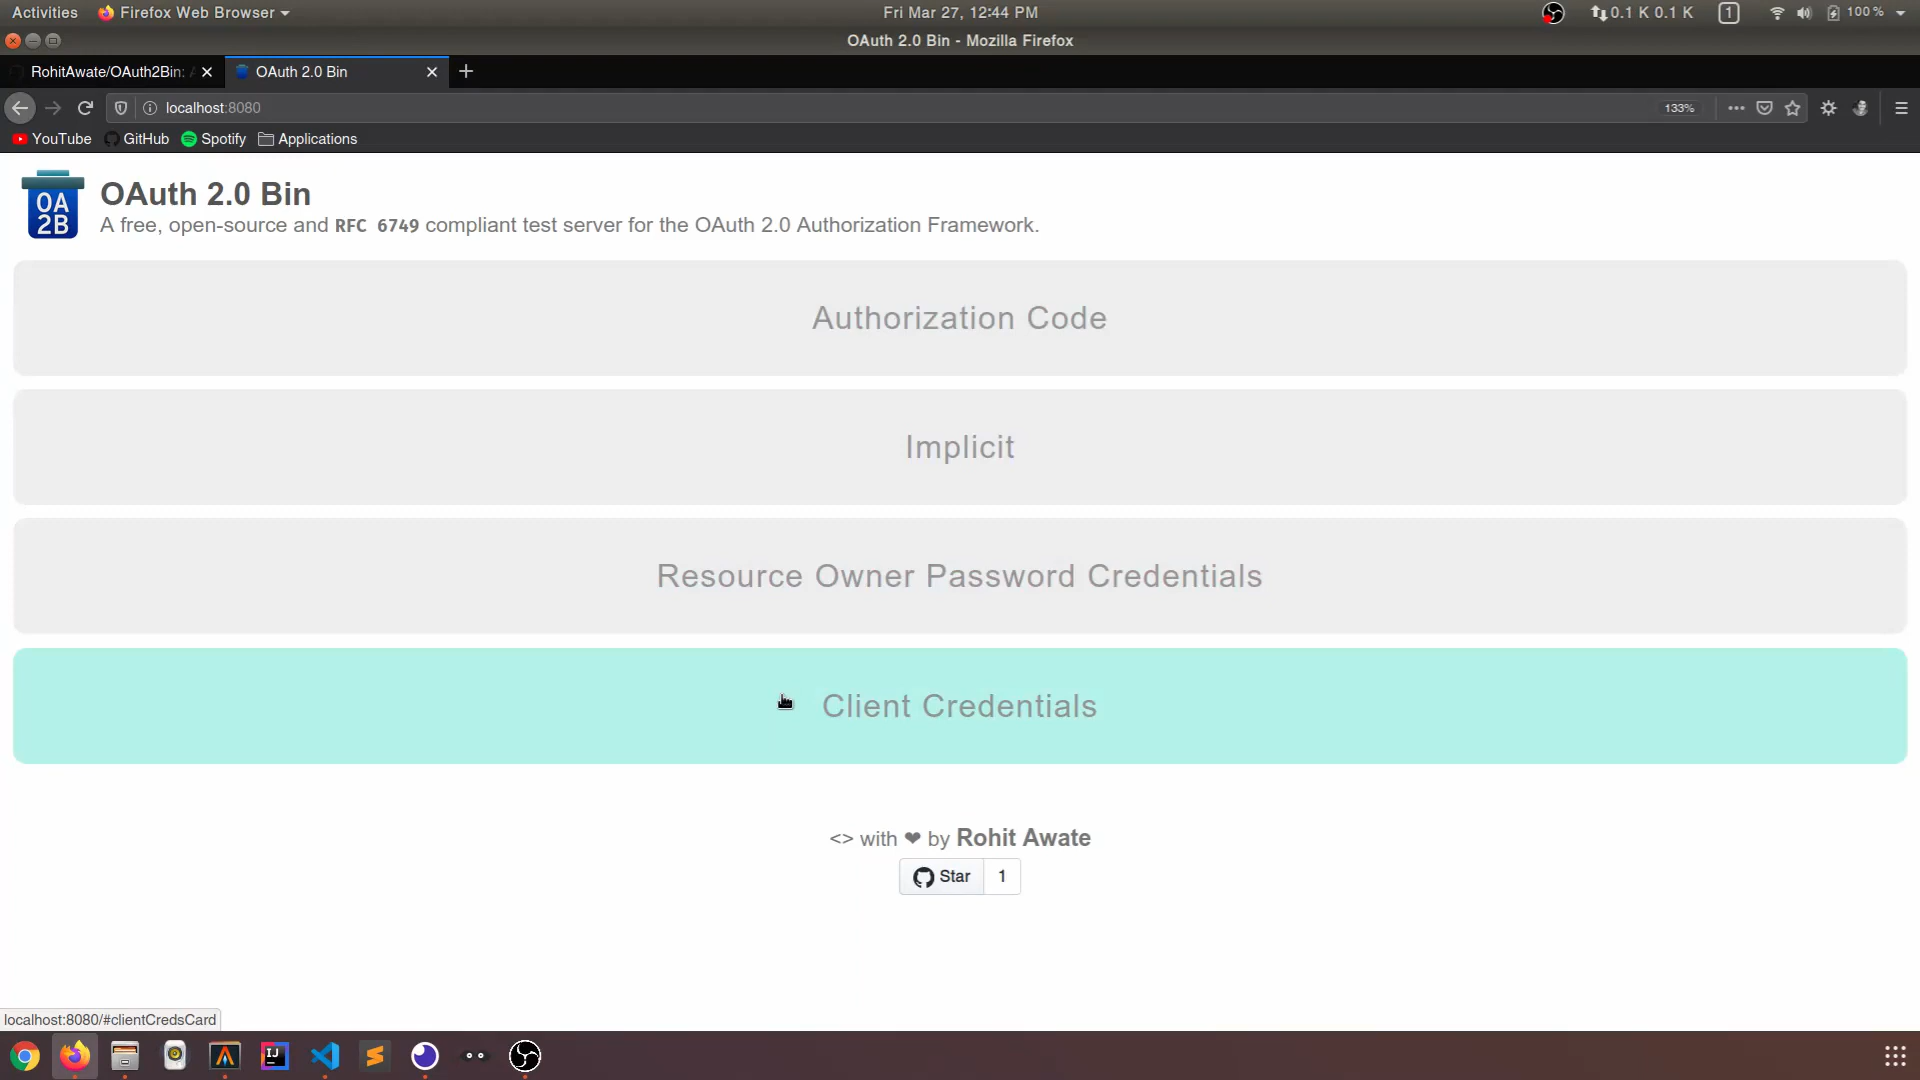 Activities
Firefox Web Browser
Fri Mar 27, 12:44 PM
0.1 K 0.1 K
1
100 %
OAuth 2.0 Bin - Mozilla Firefox
RohitAwate/OAuth2Bin:
OAuth 2.0 Bin
localhost:8080
133%
YouTube
GitHub
Spotify
Applications
OA
2B
OAuth 2.0 Bin
A free, open-source and RFC 6749 compliant test server for the OAuth 2.0 Authorization Framework.
Authorization Code
Implicit
Resource Owner Password Credentials
Client Credentials
<> with ❤ by Rohit Awate
Star
1
localhost:8080/#clientCredsCard
IJ